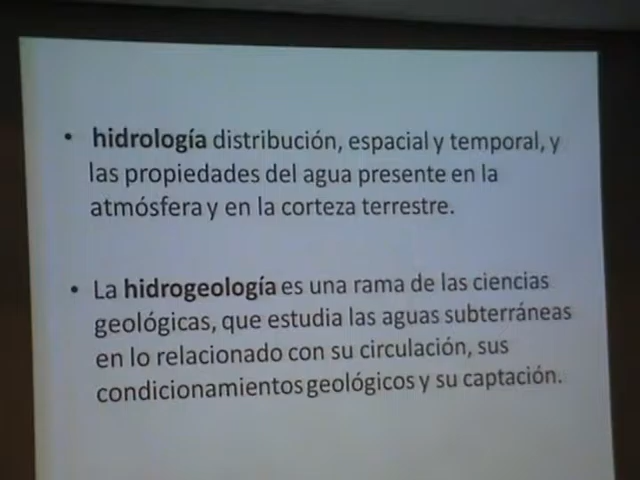 • hidrología distribución, espacial y temporal, y
las propiedades del agua presente en la
atmósfera y en la corteza terrestre.
• La hidrogeología es una rama de las ciencias
geológicas, que estudia las aguas subterráneas
en lo relacionado con su circulación, sus
condicionamientos geológicos y su captación.